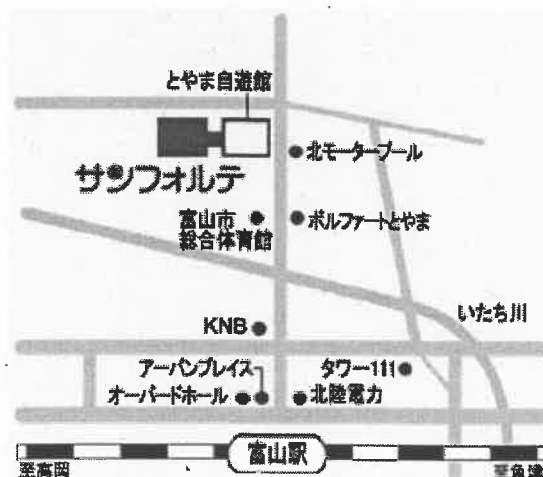 とやま自遊館
北モータープール
サンフォルテ
富山市
総合体育館
ボルファートとやま
いたち川
KNB
アーバンプレイス
タワー111
オーバードホール
北陸電力
富山駅
至高岡
至魚津